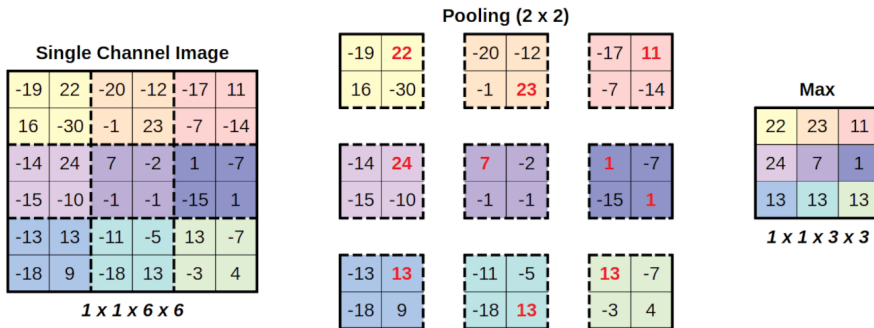 Single Channel Image
-19 22 -20 -12 -17 11
16 -30 -1 23 -7 -14
-14 24 7 -2 1 -7
-15 -10 -1 -1 -15 1
-13 13 -11 -5 13 -7
-18 9 -18 13 -3 4
1 x 1 x 6 x 6
Pooling (2 x 2)
-19 22 -20 -12 -17 11
16 -30 -1 23 -7 -14
-14 24 7 -2 1 -7
-15 -10 -1 -1 -15 1
-13 13 -11 -5 13 -7
-18 9 -18 13 -3 4
Max
22 23 11
24 7 1
13 13 13
1 x 1 x 3 x 3